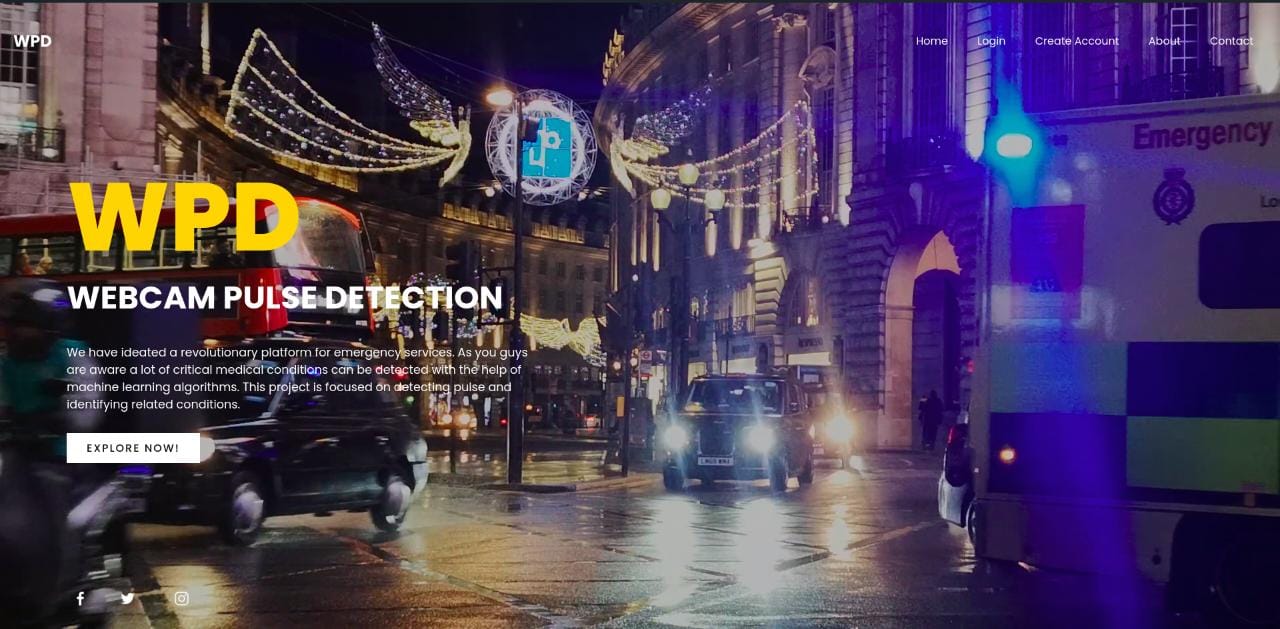 WPD
Home Login Create Account About Contact
Emergency
WPD
WEBCAM PULSE DETECTION
We have ideated a revolutionary platform for emergency services. As you guys
are aware a lot of critical medical conditions can be detected with the help of
machine learning algorithms. This project is focused on detecting pulse and
identifying related conditions.
EXPLORE NOW!